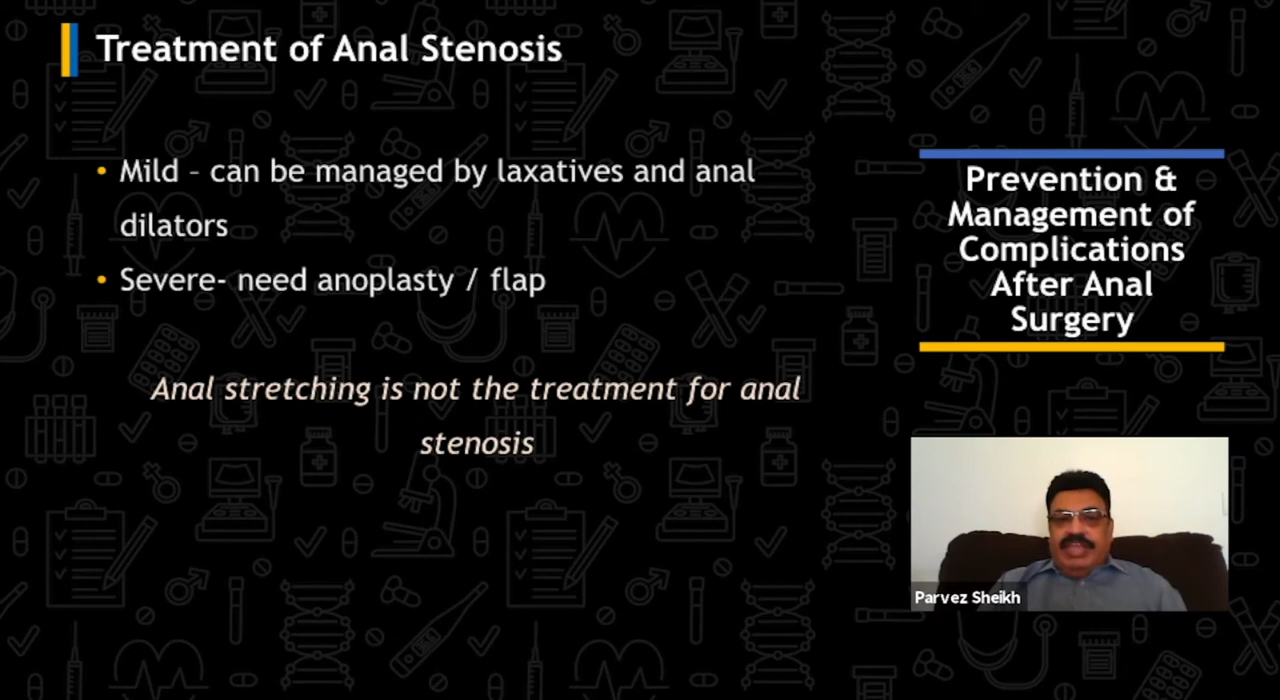 Treatment of Anal Stenosis
• Mild – can be managed by laxatives and anal
dilators
• Severe- need anoplasty / flap
Anal stretching is not the treatment for anal
stenosis
Prevention &
Management of
Complications
After Anal
Surgery
Parvez Sheikh